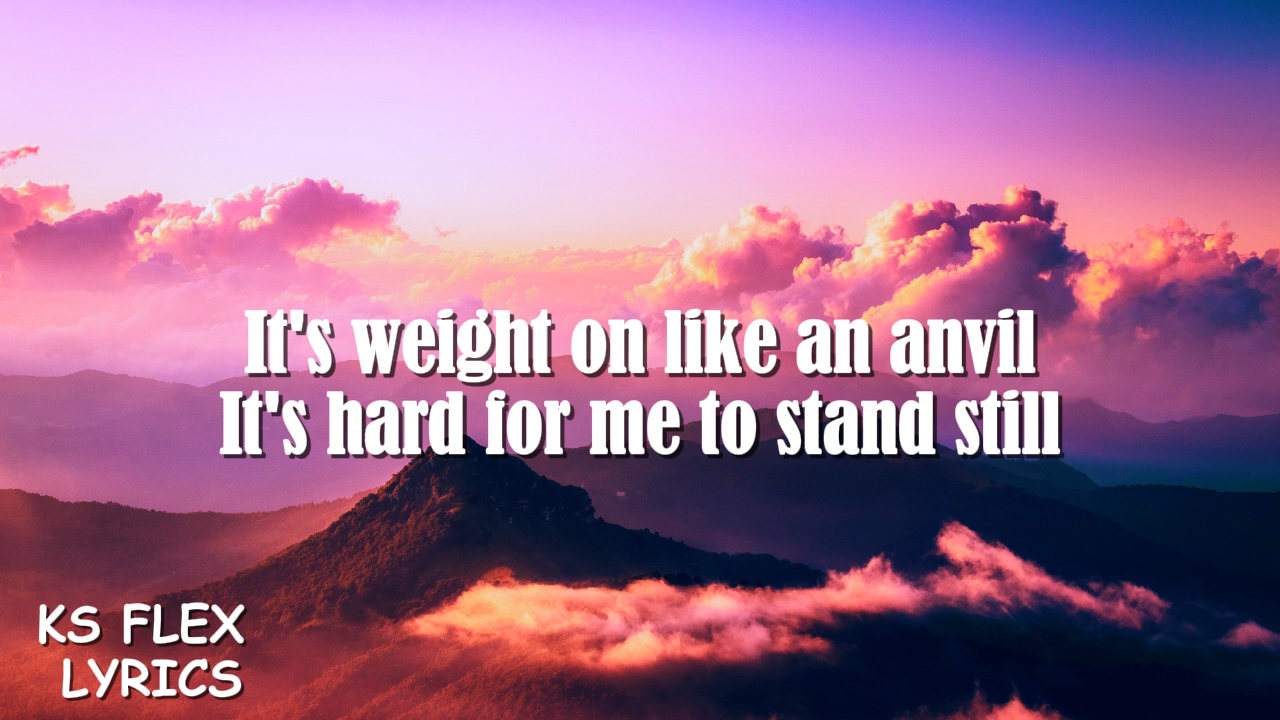 It's weight on like an anvil
It's hard for me to stand still
KS FLEX
LYRICS